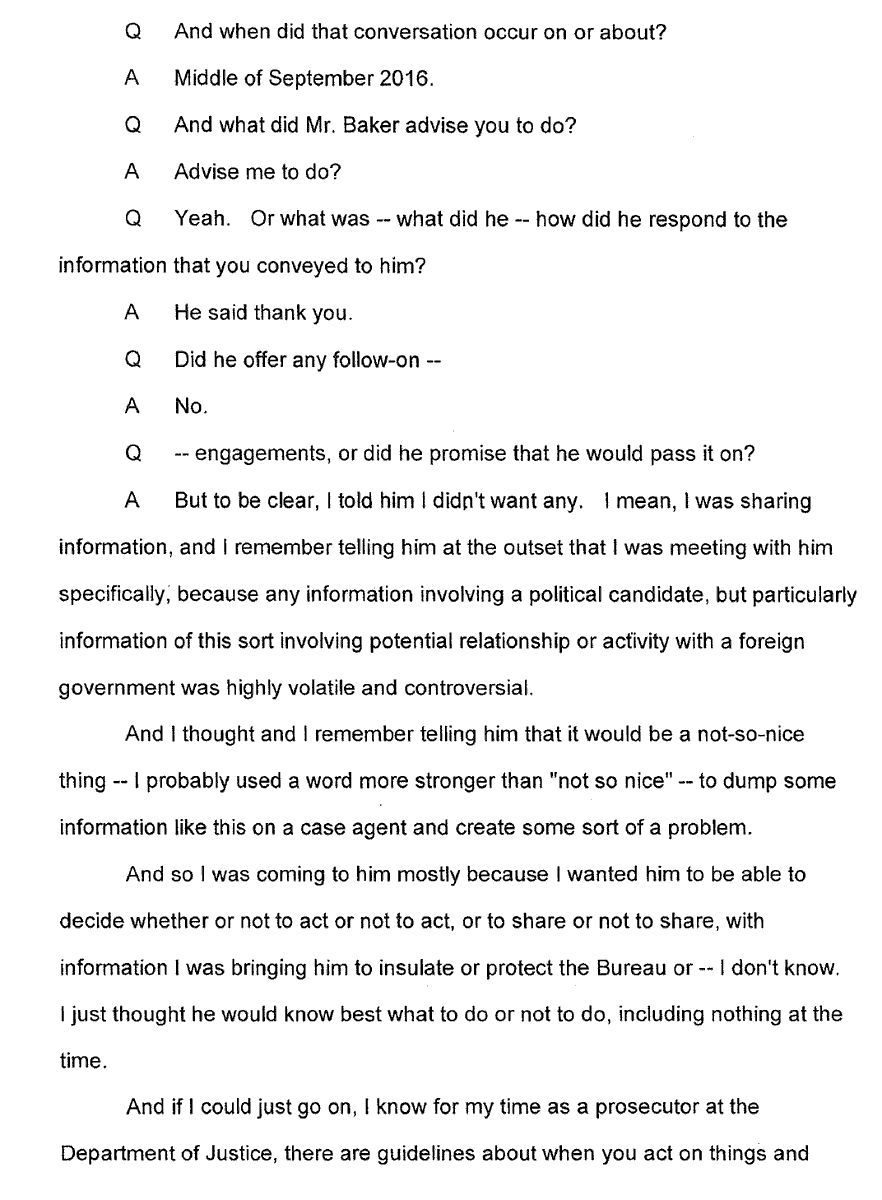 Q And when did that conversation occur on or about?
A Middle of September 2016.
Q And what did Mr. Baker advise you to do?
A Advise me to do?
Q Yeah. Or what was -- what did he -- how did he respond to the
information that you conveyed to him?
A He said thank you.
Q Did he offer any follow-on --
A No.
Q -- engagements, or did he promise that he would pass it on?
A But to be clear, I told him I didn't want any. I mean, I was sharing
information, and I remember telling him at the outset that I was meeting with him
specifically, because any information involving a political candidate, but particularly
information of this sort involving potential relationship or activity with a foreign
government was highly volatile and controversial.
And I thought and I remember telling him that it would be a not-so-nice
thing -- I probably used a word more stronger than "not so nice" -- to dump some
information like this on a case agent and create some sort of a problem.
And so I was coming to him mostly because I wanted him to be able to
decide whether or not to act or not to act, or to share or not to share, with
information I was bringing him to insulate or protect the Bureau or -- I don't know.
I just thought he would know best what to do or not to do, including nothing at the
time.
And if I could just go on, I know for my time as a prosecutor at the
Department of Justice, there are guidelines about when you act on things and